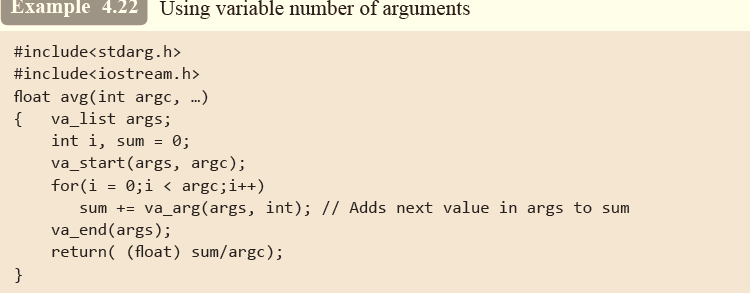 Example 4.22 Using variable number of arguments
#include<stdarg.h>
#include<iostream.h>
float avg(int argc, …)
{   va_list args;
    int i, sum = 0;
    va_start(args, argc);
    for(i = 0;i < argc;i++)
       sum += va_arg(args, int); // Adds next value in args to sum
    va_end(args);
    return( (float) sum/argc);
}